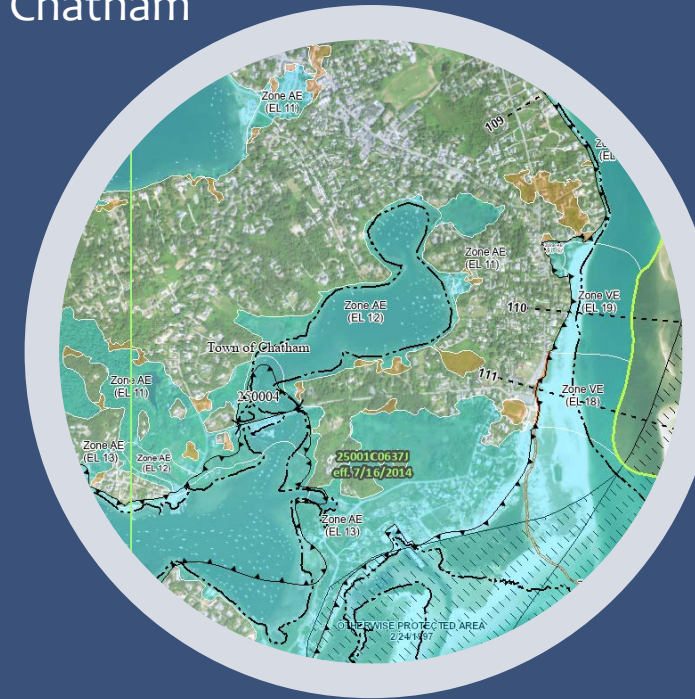 Chatham
Zone AE
(EL 11)
109
Zone AE
(EL 11)
Zone AE
(EL 12)
Zone VE
(EL 19)
110
Town of Chatham
111
Zone AE
(EL 11)
Zone VE
(EL 18)
250004
Zone AE
(EL 13)
Zone AE
(EL 12)
25001C0637J
eff. 7/16/2014
Zone AE
(EL 13)
OTHERWISE PROTECTED AREA
2/24/1997